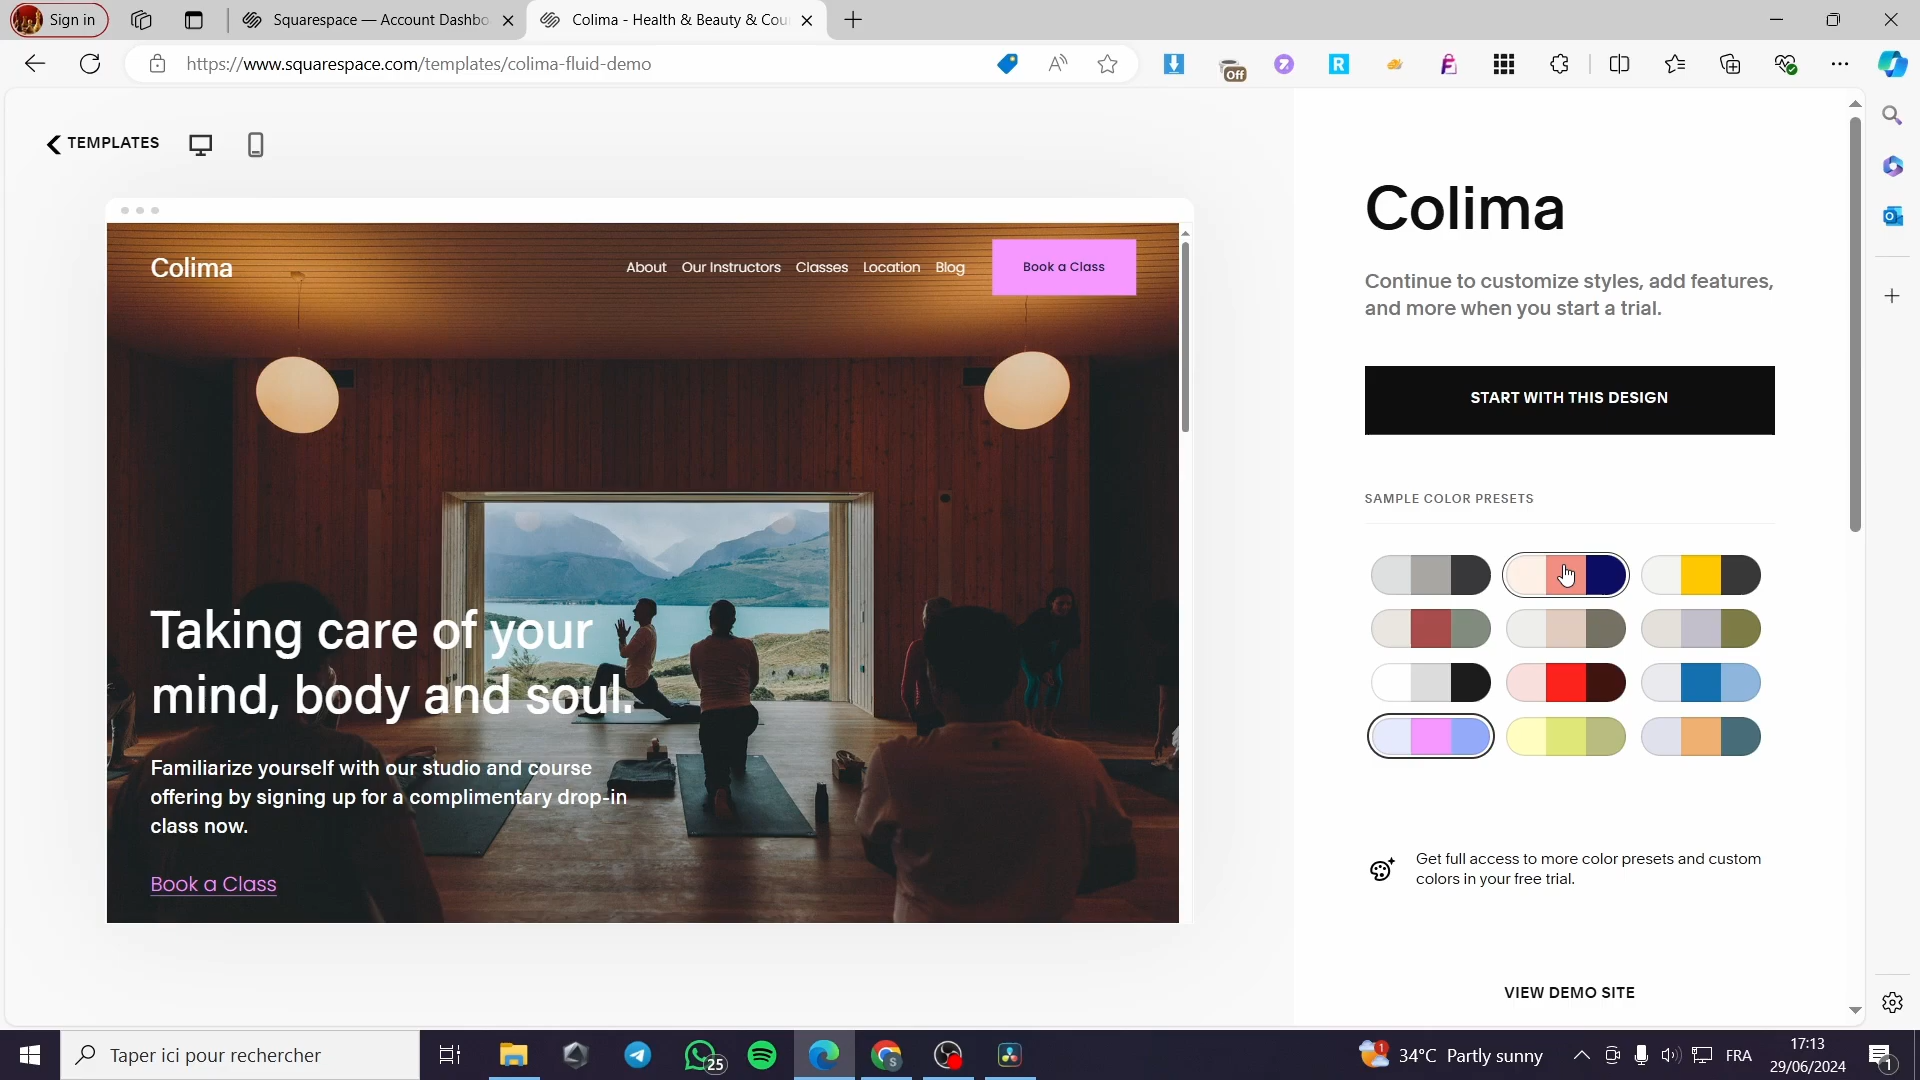 Sign in
Squarespace — Account Dashbo
Colima - Health & Beauty & Cou
https://www.squarespace.com/templates/colima-fluid-demo
Off
TEMPLATES
Colima
About Our Instructors Classes Location Blog
Book a Class
Taking care of your
mind, body and soul.
Familiarize yourself with our studio and course
offering by signing up for a complimentary drop-in
class now.
Book a Class
Colima
Continue to customize styles, add features,
and more when you start a trial.
START WITH THIS DESIGN
SAMPLE COLOR PRESETS
Get full access to more color presets and custom
colors in your free trial.
VIEW DEMO SITE
Taper ici pour rechercher
25
1
34°C Partly sunny
FRA
17:13
29/06/2024
1